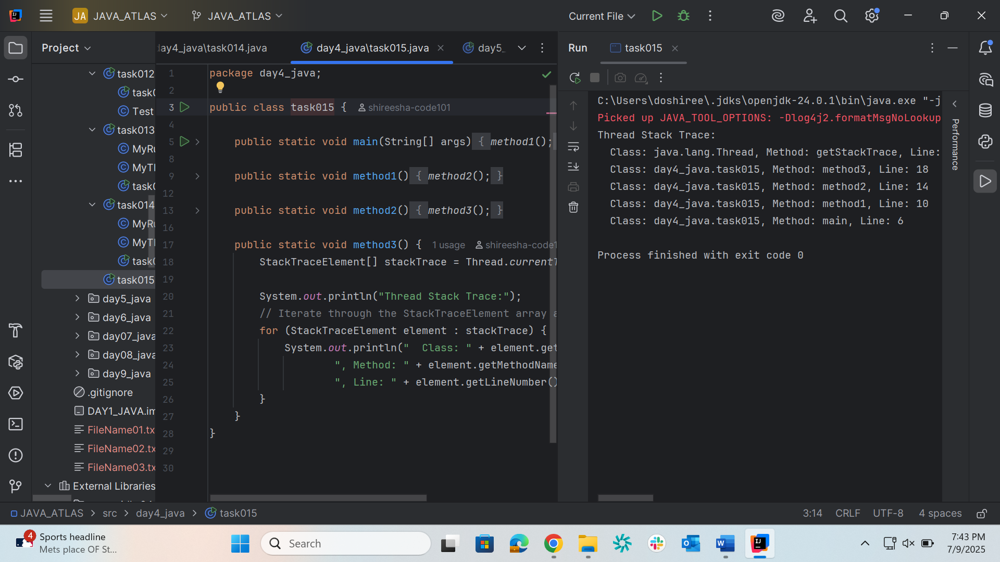 JA JAVA_ATLAS JAVA_ATLAS Current File
Project
day4_java\task014.java day4_java\task015.java day5_
Run task015
task012
Test
task013
task014
task015
day5_java
day6_java
day07_java
day08_java
day9_java
.gitignore
DAY1_JAVA.im
FileName01.tx
FileName02.tx
FileName03.tx
External Libraries
1 package day4_java;
2
3 public class task015 { shireesha-code101
4
5 public static void main(String[] args) { method1();
8
9 public static void method1() { method2(); }
12
13 public static void method2() { method3(); }
16
17 public static void method3() { 1 usage shireesha-code1
18 StackTraceElement[] stackTrace = Thread.currentT
19
20 System.out.println("Thread Stack Trace:");
21 // Iterate through the StackTraceElement array a
22 for (StackTraceElement element : stackTrace) {
23 System.out.println("  Class: " + element.get
24 ", Method: " + element.getMethodName
25 ", Line: " + element.getLineNumber()
26 }
27 }
28 }
29
30
C:\Users\doshiree\.jdks\openjdk-24.0.1\bin\java.exe "-j
Picked up JAVA_TOOL_OPTIONS: -Dlog4j2.formatMsgNoLookup
Thread Stack Trace:
Class: java.lang.Thread, Method: getStackTrace, Line:
Class: day4_java.task015, Method: method3, Line: 18
Class: day4_java.task015, Method: method2, Line: 14
Class: day4_java.task015, Method: method1, Line: 10
Class: day4_java.task015, Method: main, Line: 6
Process finished with exit code 0
Performance
JAVA_ATLAS > src > day4_java > task015
3:14 CRLF UTF-8 4 spaces
4
Sports headline
Mets place OF St...
Search
7:43 PM
7/9/2025